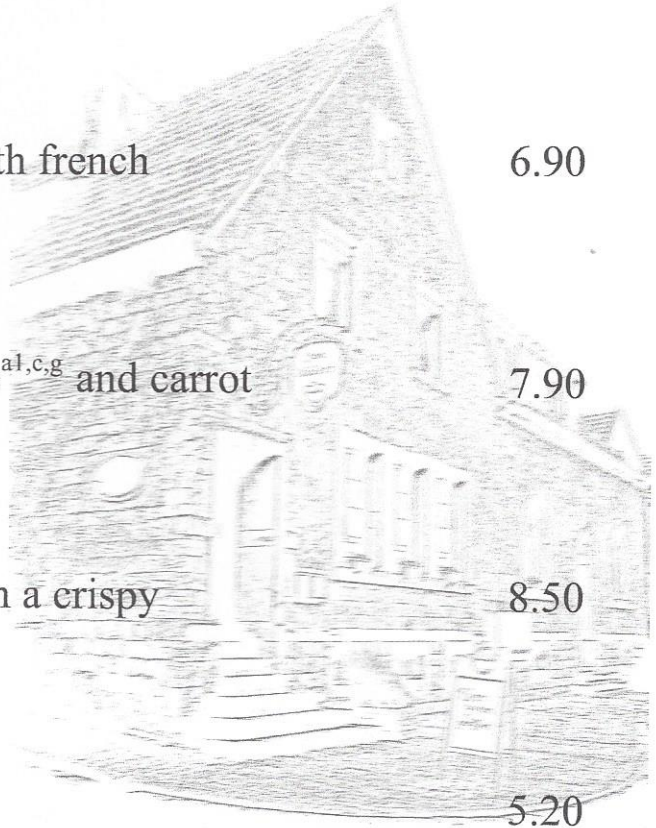 th french 6.90
a1,c,g and carrot 7.90
n a crispy 8.50
5.20